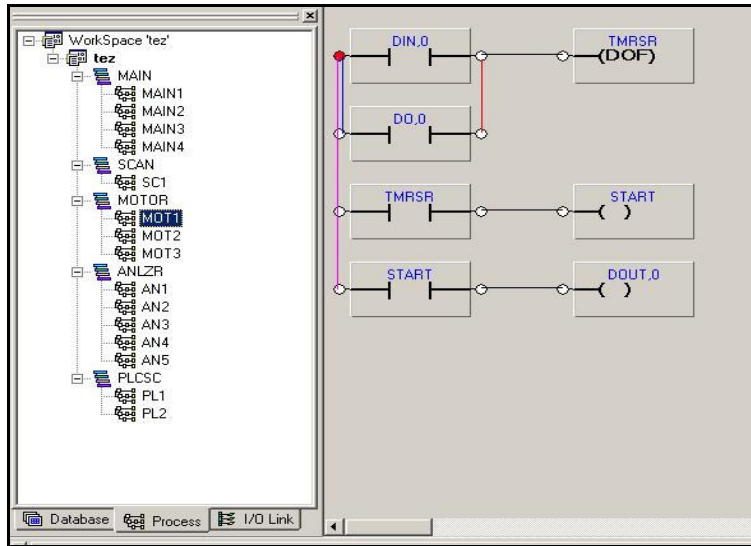 WorkSpace 'tez'
tez
MAIN
MAIN1
MAIN2
MAIN3
MAIN4
SCAN
SC1
MOTOR
MOT1
MOT2
MOT3
ANLZR
AN1
AN2
AN3
AN4
AN5
PLCSC
PL1
PL2
Database Process I/O Link
DIN,0 TMRSR
(DOF)
DO,0
TMRSR START
( )
START DOUT,0
( )